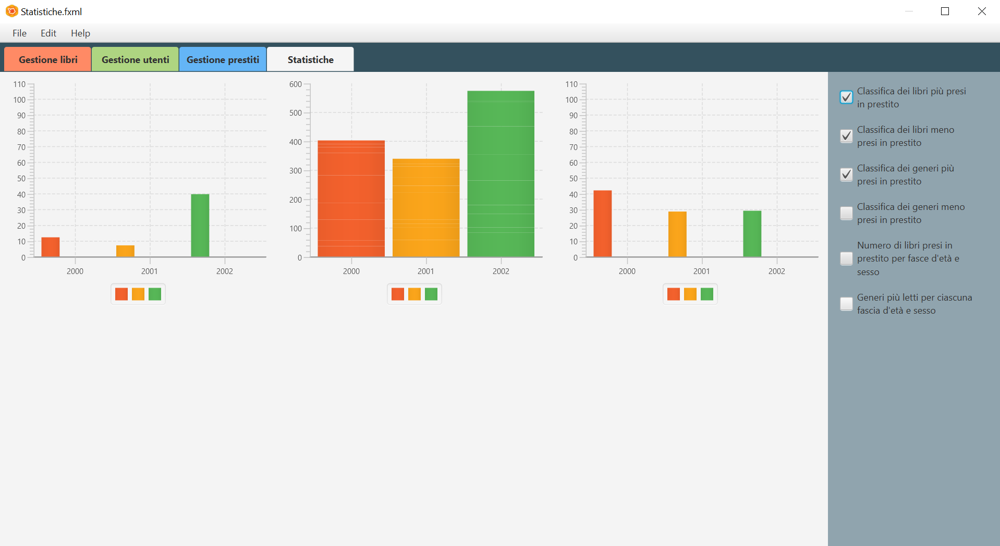 Statistiche.fxml
File Edit Help
Gestione libri Gestione utenti Gestione prestiti Statistiche
110
100
90
80
70
60
50
40
30
20
10
0
2000 2001 2002
600
500
400
300
200
100
0
2000 2001 2002
110
100
90
80
70
60
50
40
30
20
10
0
2000 2001 2002
Classifica dei libri più presi
in prestito
Classifica dei libri meno
presi in prestito
Classifica dei generi più
presi in prestito
Classifica dei generi meno
presi in prestito
Numero di libri presi in
prestito per fasce d'età e
sesso
Generi più letti per ciascuna
fascia d'età e sesso